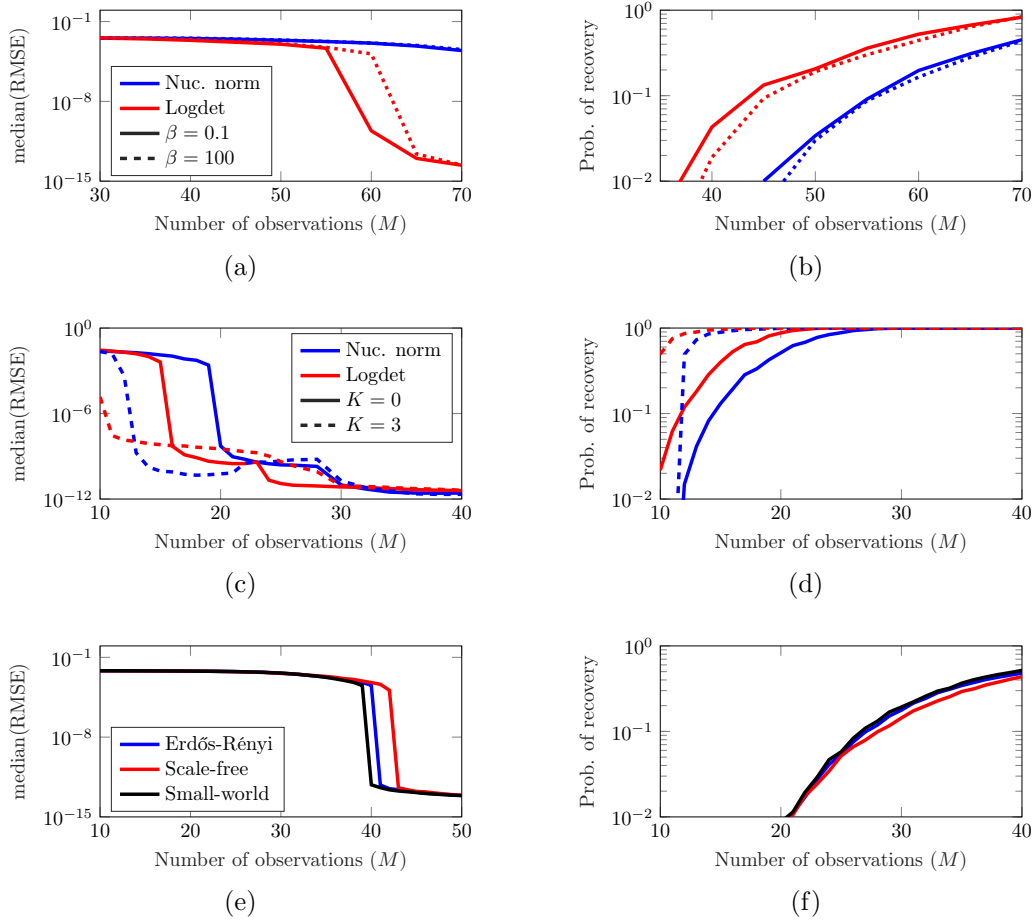 median(RMSE)
10^{-1}
10^{-8}
10^{-15}
Nuc. norm
Logdet
β = 0.1
β = 100
30 40 50 60 70
Number of observations (M)
(a)
Prob. of recovery
10^0
10^{-1}
10^{-2}
40 50 60 70
Number of observations (M)
(b)
median(RMSE)
10^0
10^{-6}
10^{-12}
Nuc. norm
Logdet
K = 0
K = 3
10 20 30 40
Number of observations (M)
(c)
Prob. of recovery
10^0
10^{-1}
10^{-2}
10 20 30 40
Number of observations (M)
(d)
median(RMSE)
10^{-1}
10^{-8}
10^{-15}
Erdős-Rényi
Scale-free
Small-world
10 20 30 40 50
Number of observations (M)
(e)
Prob. of recovery
10^0
10^{-1}
10^{-2}
10 20 30 40
Number of observations (M)
(f)